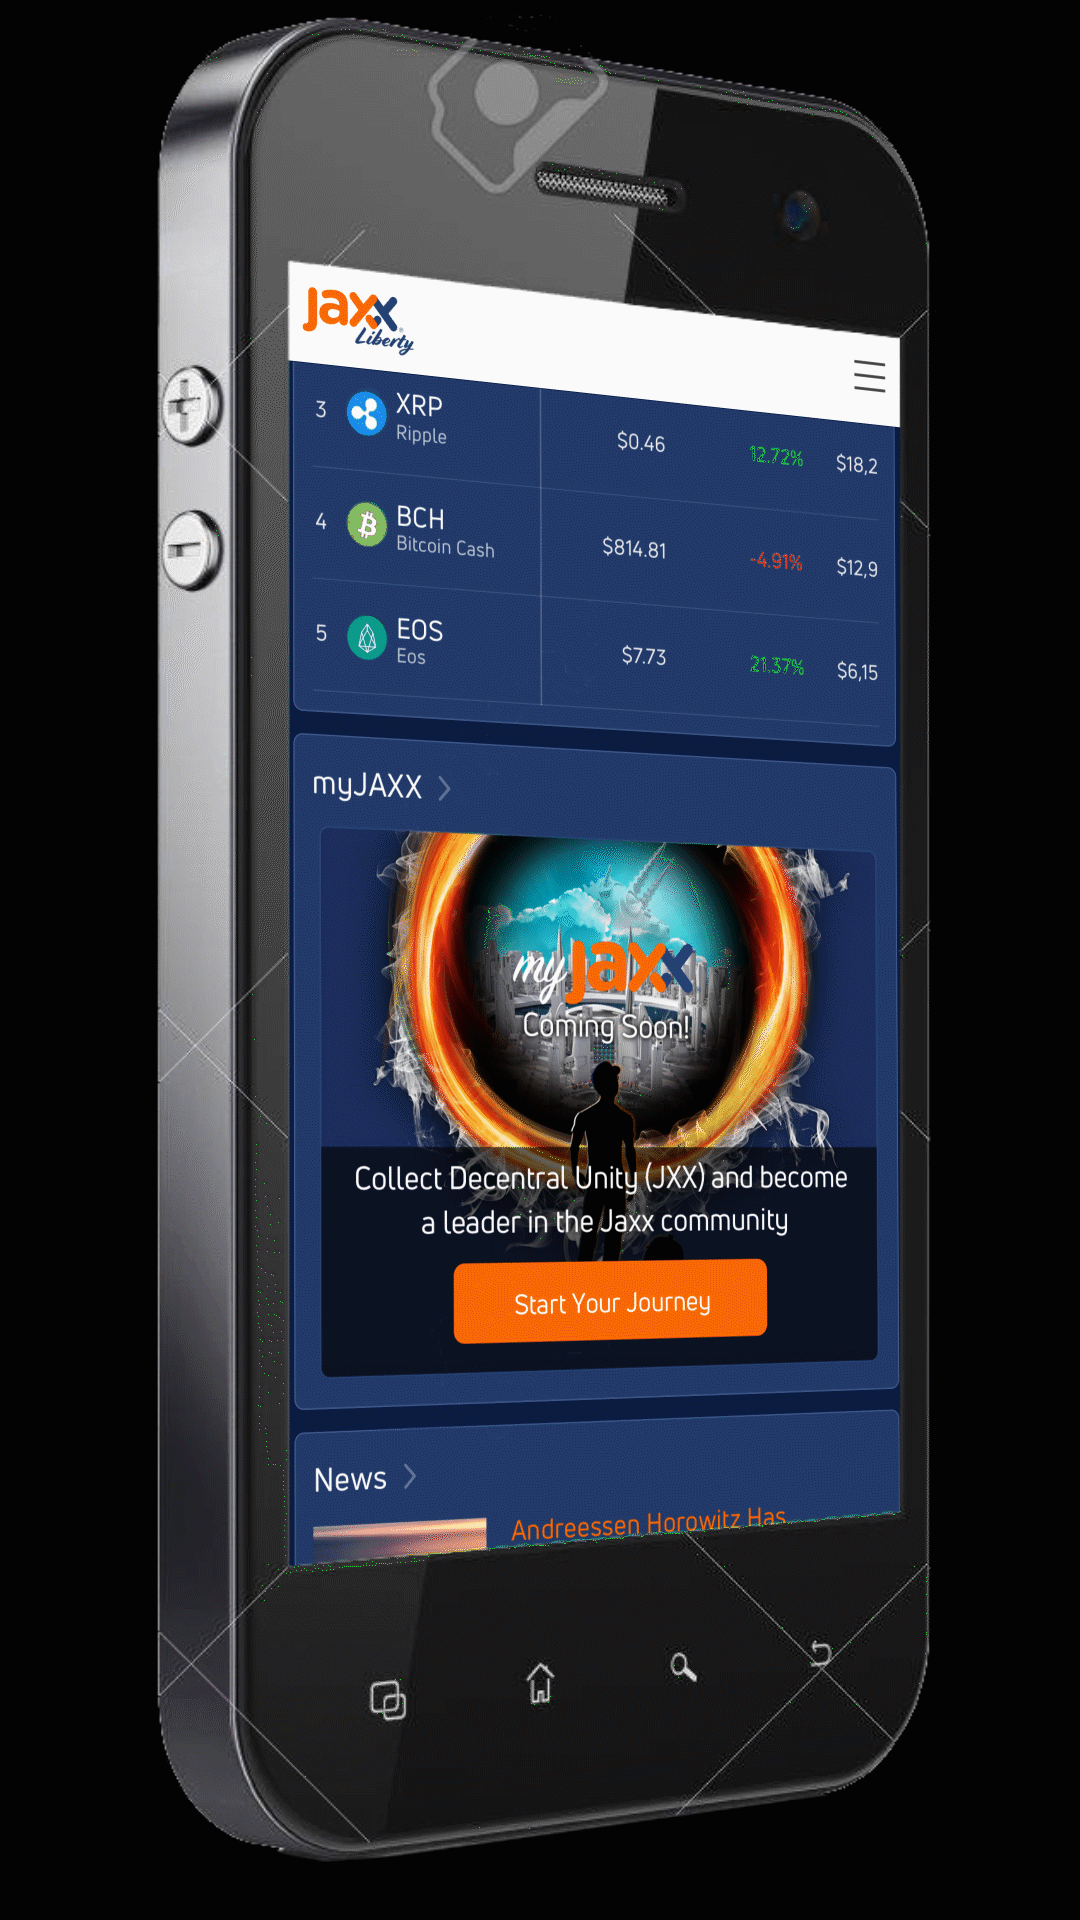 Jaxx
Liberty
3 XRP $0.46 12.72% $18,2
Ripple
4 BCH $814.81 -4.91% $12,9
Bitcoin Cash
5 EOS $7.73 21.37% $6,15
Eos
myJAXX
my Jaxx
Coming Soon!
Collect Decentral Unity (JXX) and become
a leader in the Jaxx community
Start Your Journey
News
Andreessen Horowitz Has